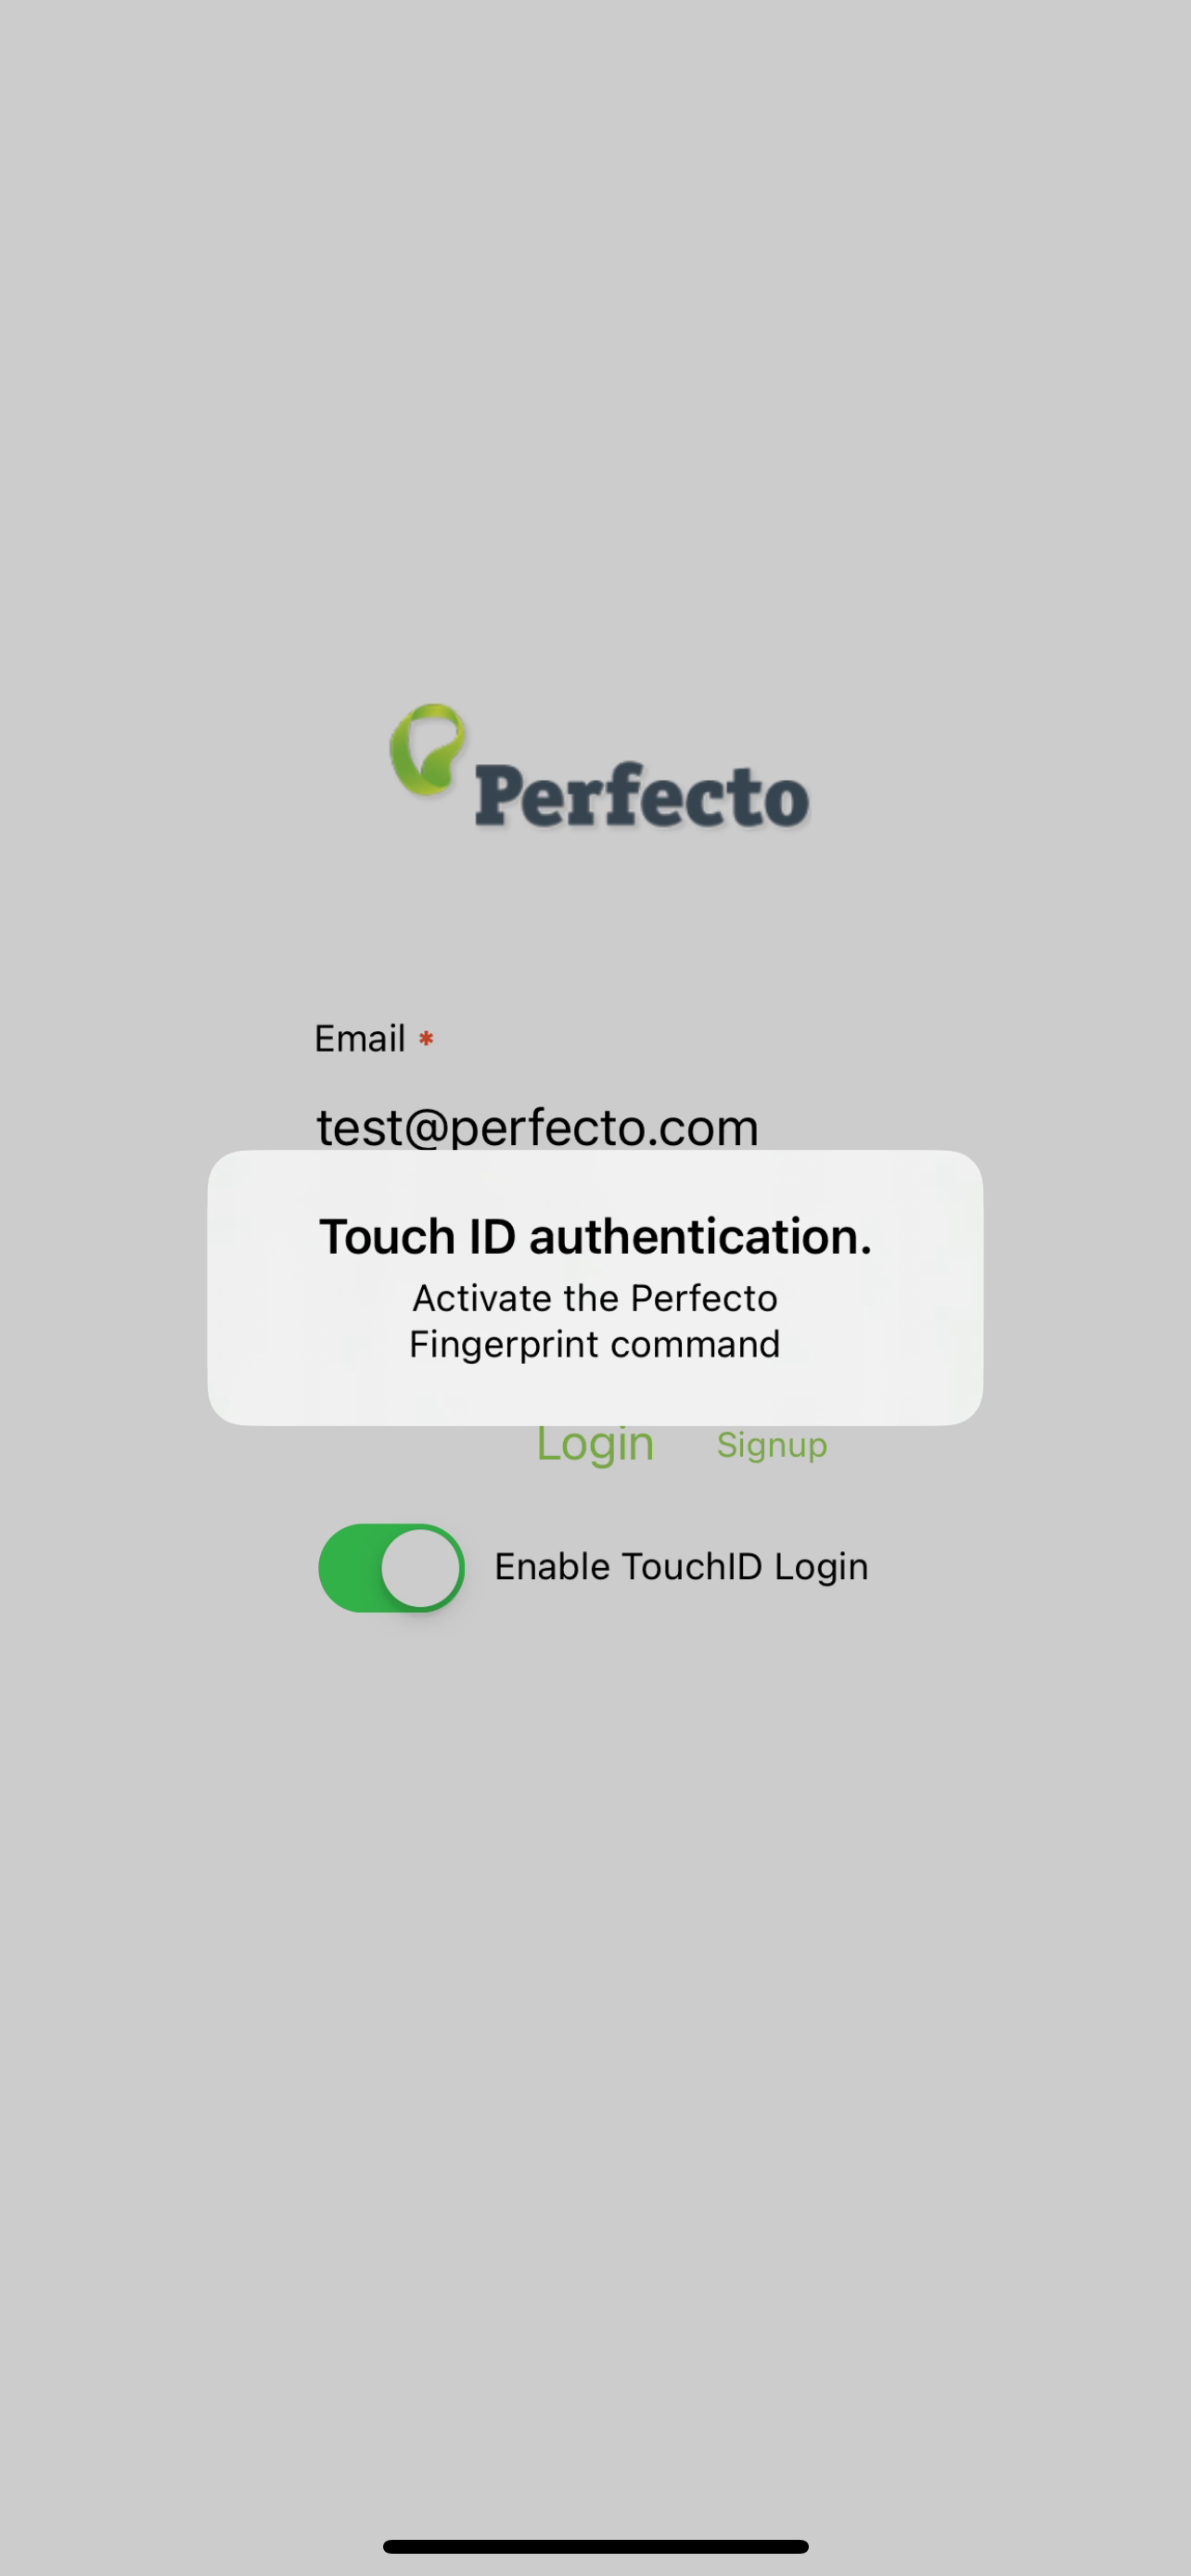 Perfecto
Email *
test@perfecto.com
Touch ID authentication.
Activate the Perfecto
Fingerprint command
Login Signup
Enable TouchID Login